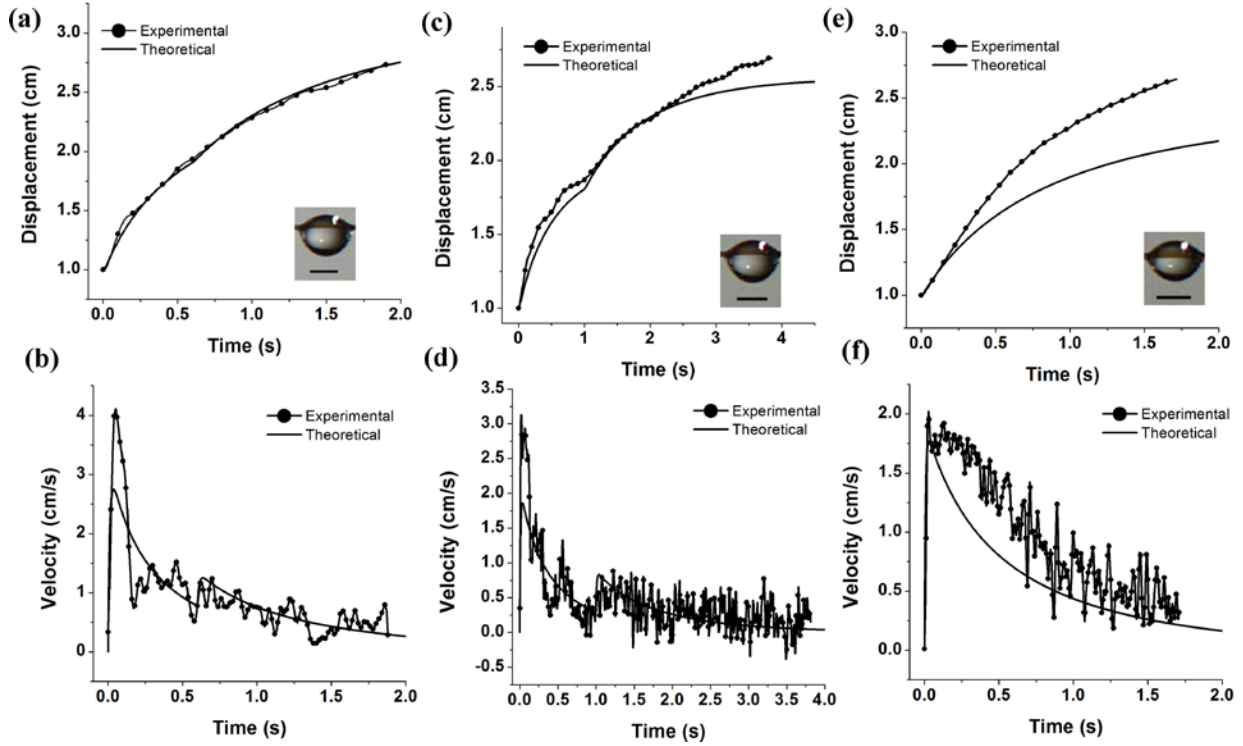 (a)
3.0
2.5
2.0
1.5
1.0
Displacement (cm)
Experimental
Theoretical
0.0 0.5 1.0 1.5 2.0
Time (s)
(c)
3.0
2.5
2.0
1.5
1.0
Displacement (cm)
Experimental
Theoretical
0 1 2 3 4
Time (s)
(e)
3.0
2.5
2.0
1.5
1.0
Displacement (cm)
Experimental
Theoretical
0.0 0.5 1.0 1.5 2.0
Time (s)
(b)
4
3
2
1
0
Velocity (cm/s)
Experimental
Theoretical
0.0 0.5 1.0 1.5 2.0
Time (s)
(d)
3.5
3.0
2.5
2.0
1.5
1.0
0.5
0.0
-0.5
Velocity (cm/s)
Experimental
Theoretical
0.0 0.5 1.0 1.5 2.0 2.5 3.0 3.5 4.0
Time (s)
(f)
2.0
1.5
1.0
0.5
0.0
Velocity (cm/s)
Experimental
Theoretical
0.0 0.5 1.0 1.5 2.0
Time (s)